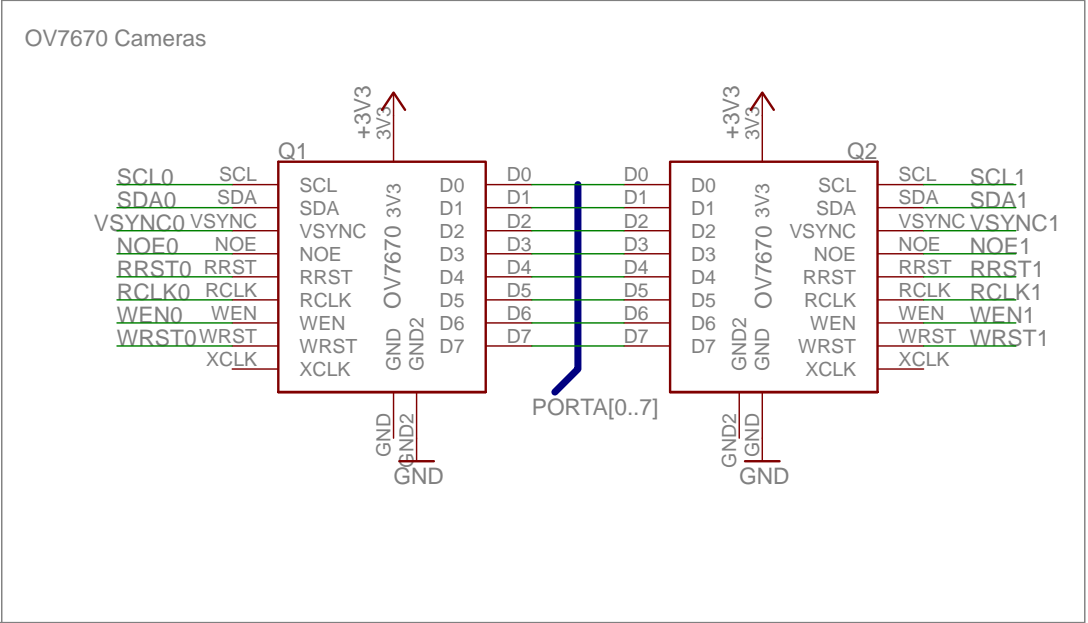 OV7670 Cameras
+3V3 3V3 +3V3 3V3
Q1 Q2
SCL0 SCL SCL D0 D0 D0 D0 SCL SCL SCL1
SDA0 SDA SDA D1 D1 D1 D1 SDA SDA SDA1
VSYNC0 VSYNC VSYNC D2 D2 D2 D2 VSYNC VSYNC VSYNC1
NOE0 NOE NOE D3 D3 D3 D3 NOE NOE NOE1
RRST0 RRST RRST D4 D4 D4 D4 RRST RRST RRST1
RCLK0 RCLK RCLK D5 D5 D5 D5 RCLK RCLK RCLK1
WEN0 WEN WEN D6 D6 D6 D6 WEN WEN WEN1
WRST0 WRST WRST D7 D7 D7 D7 WRST WRST WRST1
XCLK XCLK XCLK XCLK
3V3 3V3
OV7670 OV7670
GND GND2 GND2 GND
PORTA[0..7]
GND GND2 GND2 GND
GND GND